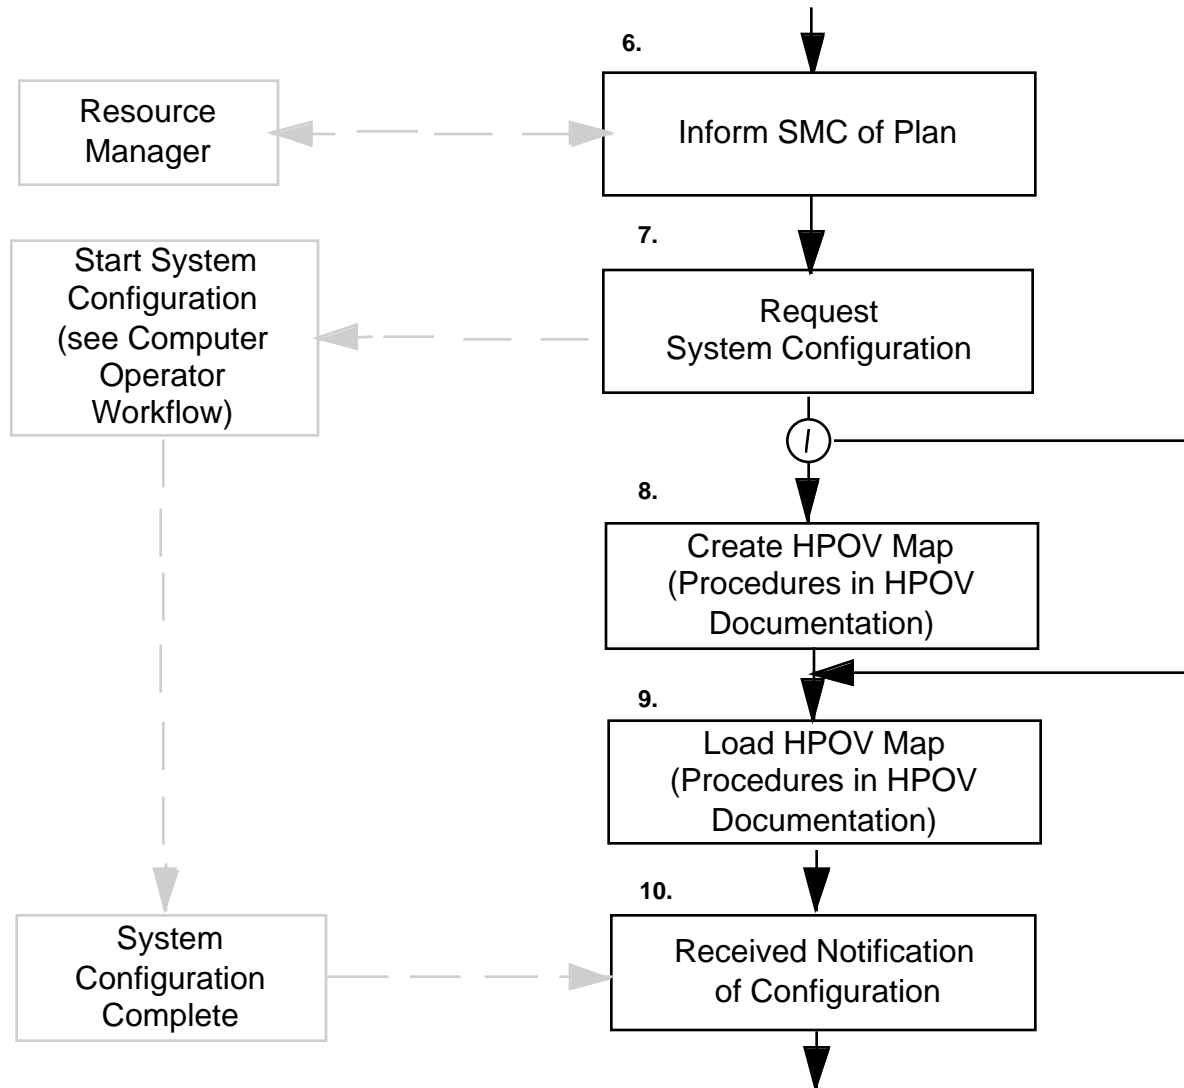 6.
Resource
Manager
Inform SMC of Plan
7.
Start System
Configuration
(see Computer
Operator
Workflow)
Request
System Configuration
I
8.
Create HPOV Map
(Procedures in HPOV
Documentation)
9.
Load HPOV Map
(Procedures in HPOV
Documentation)
10.
System
Configuration
Complete
Received Notification
of Configuration